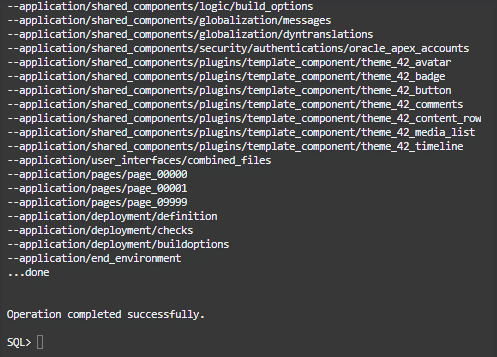 --application/shared_components/logic/build_options
--application/shared_components/globalization/messages
--application/shared_components/globalization/dyntranslations
--application/shared_components/security/authentications/oracle_apex_accounts
--application/shared_components/plugins/template_component/theme_42_avatar
--application/shared_components/plugins/template_component/theme_42_badge
--application/shared_components/plugins/template_component/theme_42_button
--application/shared_components/plugins/template_component/theme_42_comments
--application/shared_components/plugins/template_component/theme_42_content_row
--application/shared_components/plugins/template_component/theme_42_media_list
--application/shared_components/plugins/template_component/theme_42_timeline
--application/user_interfaces/combined_files
--application/pages/page_00000
--application/pages/page_00001
--application/pages/page_09999
--application/deployment/definition
--application/deployment/checks
--application/deployment/buildoptions
--application/end_environment
...done
Operation completed successfully.
SQL>